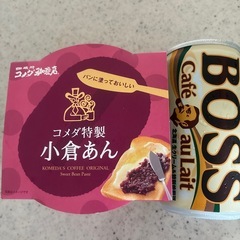 コメダ珈琲店
パンに塗っておいしい
コメダ特製
小倉あん
KOMEDA'S COFFEE ORIGINAL
Sweet Bean Paste
BOSS
Café
au Lait